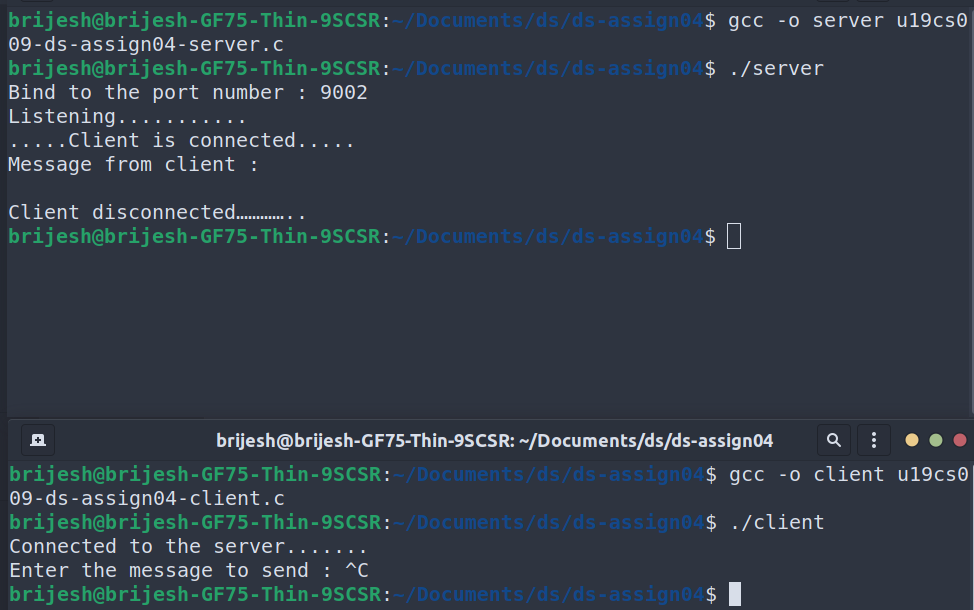 brijesh@brijesh-GF75-Thin-9SCSR:~/Documents/ds/ds-assign04$ gcc -o server u19cs0
09-ds-assign04-server.c
brijesh@brijesh-GF75-Thin-9SCSR:~/Documents/ds/ds-assign04$ ./server
Bind to the port number : 9002
Listening...........
.....Client is connected.....
Message from client :
Client disconnected…………..
brijesh@brijesh-GF75-Thin-9SCSR:~/Documents/ds/ds-assign04$
brijesh@brijesh-GF75-Thin-9SCSR: ~/Documents/ds/ds-assign04
brijesh@brijesh-GF75-Thin-9SCSR:~/Documents/ds/ds-assign04$ gcc -o client u19cs0
09-ds-assign04-client.c
brijesh@brijesh-GF75-Thin-9SCSR:~/Documents/ds/ds-assign04$ ./client
Connected to the server.......
Enter the message to send : ^C
brijesh@brijesh-GF75-Thin-9SCSR:~/Documents/ds/ds-assign04$